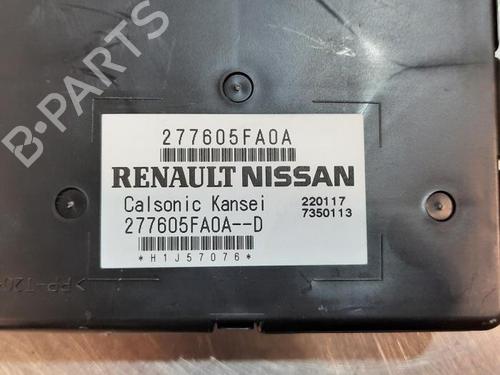 B-PARTS
277605FA0A
RENAULT NISSAN
Calsonic Kansei 220117
277605FA0A--D 7350113
*H1J57076*